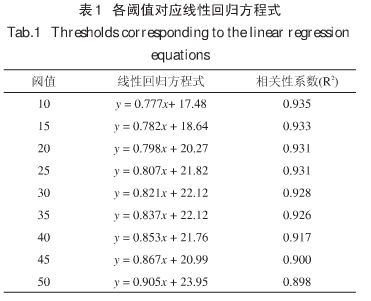 表1 各阈值对应线性回归方程式
Tab.1 Thresholds corresponding to the linear regression
equations
阈值 线性回归方程式 相关性系数(R²)
10 y = 0.777x+ 17.48 0.935
15 y = 0.782x + 18.64 0.933
20 y = 0.798x + 20.27 0.931
25 y = 0.807x + 21.82 0.931
30 y = 0.821x + 22.12 0.928
35 y = 0.837x + 22.12 0.926
40 y = 0.853x + 21.76 0.917
45 y = 0.867x + 20.99 0.900
50 y = 0.905x + 23.95 0.898